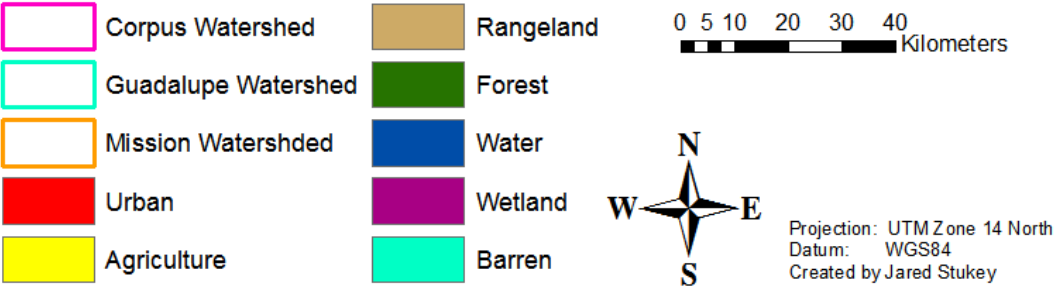 Corpus Watershed
Guadalupe Watershed
Mission Watershded
Urban
Agriculture
Rangeland
Forest
Water
Wetland
Barren
0 5 10 20 30 40
Kilometers
N
W E
S
Projection: UTM Zone 14 North
Datum: WGS84
Created by Jared Stukey